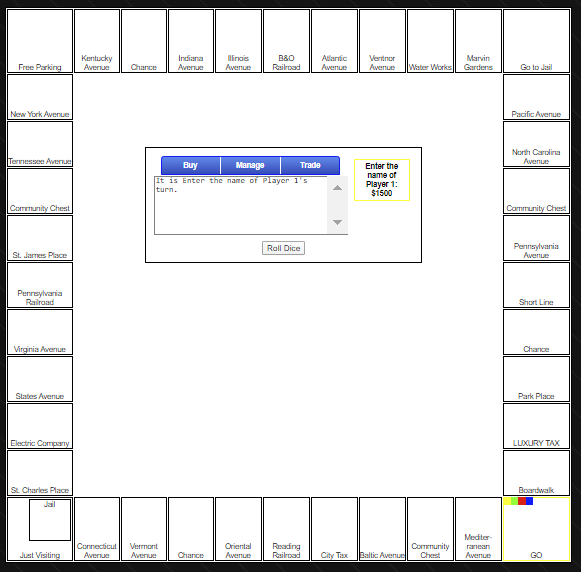 Free Parking
Kentucky
Avenue
Chance
Indiana
Avenue
Illinois
Avenue
B&O
Railroad
Atlantic
Avenue
Ventnor
Avenue
Water Works
Marvin
Gardens
Go to Jail
New York Avenue
Pacific Avenue
Tennessee Avenue
North Carolina
Avenue
Community Chest
Community Chest
St. James Place
Pennsylvania
Avenue
Pennsylvania
Railroad
Short Line
Virginia Avenue
Chance
States Avenue
Park Place
Electric Company
LUXURY TAX
St. Charles Place
Boardwalk
Buy
Manage
Trade
It is Enter the name of Player 1's
turn.
Enter the
name of
Player 1:
$1500
Roll Dice
Jail
Just Visiting
Connecticut
Avenue
Vermont
Avenue
Chance
Oriental
Avenue
Reading
Railroad
City Tax
Baltic Avenue
Community
Chest
Mediter-
ranean
Avenue
GO